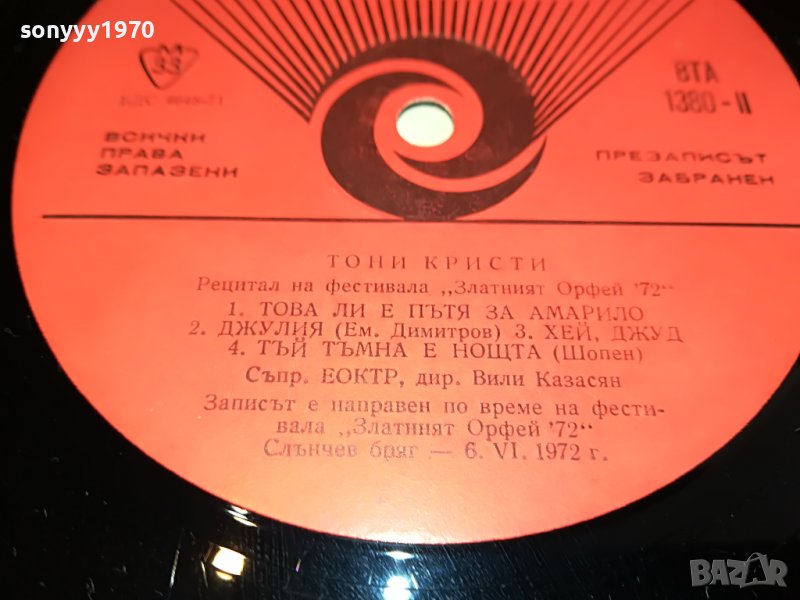 sonyyy1970
33
ВТА
1380-II
ВСИЧКИ
ПРАВА
ЗАПАЗЕНИ
ПРЕЗАПИСЪТ
ЗАБРАНЕН
ТОНИ КРИСТИ
Рецитал на фестивала „Златният Орфей '72“
1. ТОВА ЛИ Е ПЪТЯ ЗА АМАРИЛО
2. ДЖУЛИЯ (Ем. Димитров) 3. ХЕЙ, ДЖУД
4. ТЪЙ ТЪМНА Е НОЩТА (Шопен)
Съпр. ЕОКТР, дир. Вили Казасян
Записът е направен по време на фести-
вала „Златният Орфей '72“
Слънчев бряг — 6. VI. 1972 г.
BAZAR